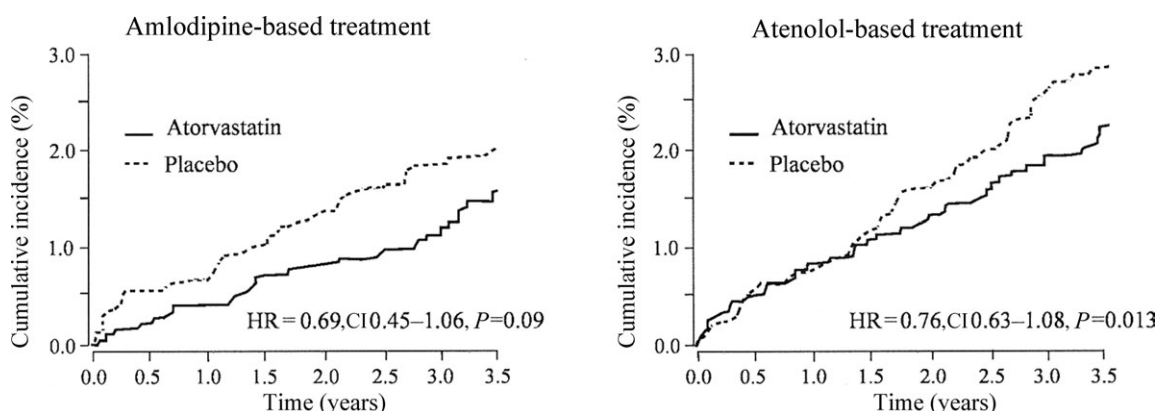 Amlodipine-based treatment
Cumulative incidence (%)
3.0
2.0
1.0
0.0
Atorvastatin
Placebo
HR = 0.69,CI 0.45–1.06, P=0.09
0.0 0.5 1.0 1.5 2.0 2.5 3.0 3.5
Time (years)
Atenolol-based treatment
Cumulative incidence (%)
3.0
2.0
1.0
0.0
Atorvastatin
Placebo
HR = 0.76,CI 0.63–1.08, P=0.013
0.0 0.5 1.0 1.5 2.0 2.5 3.0 3.5
Time (years)